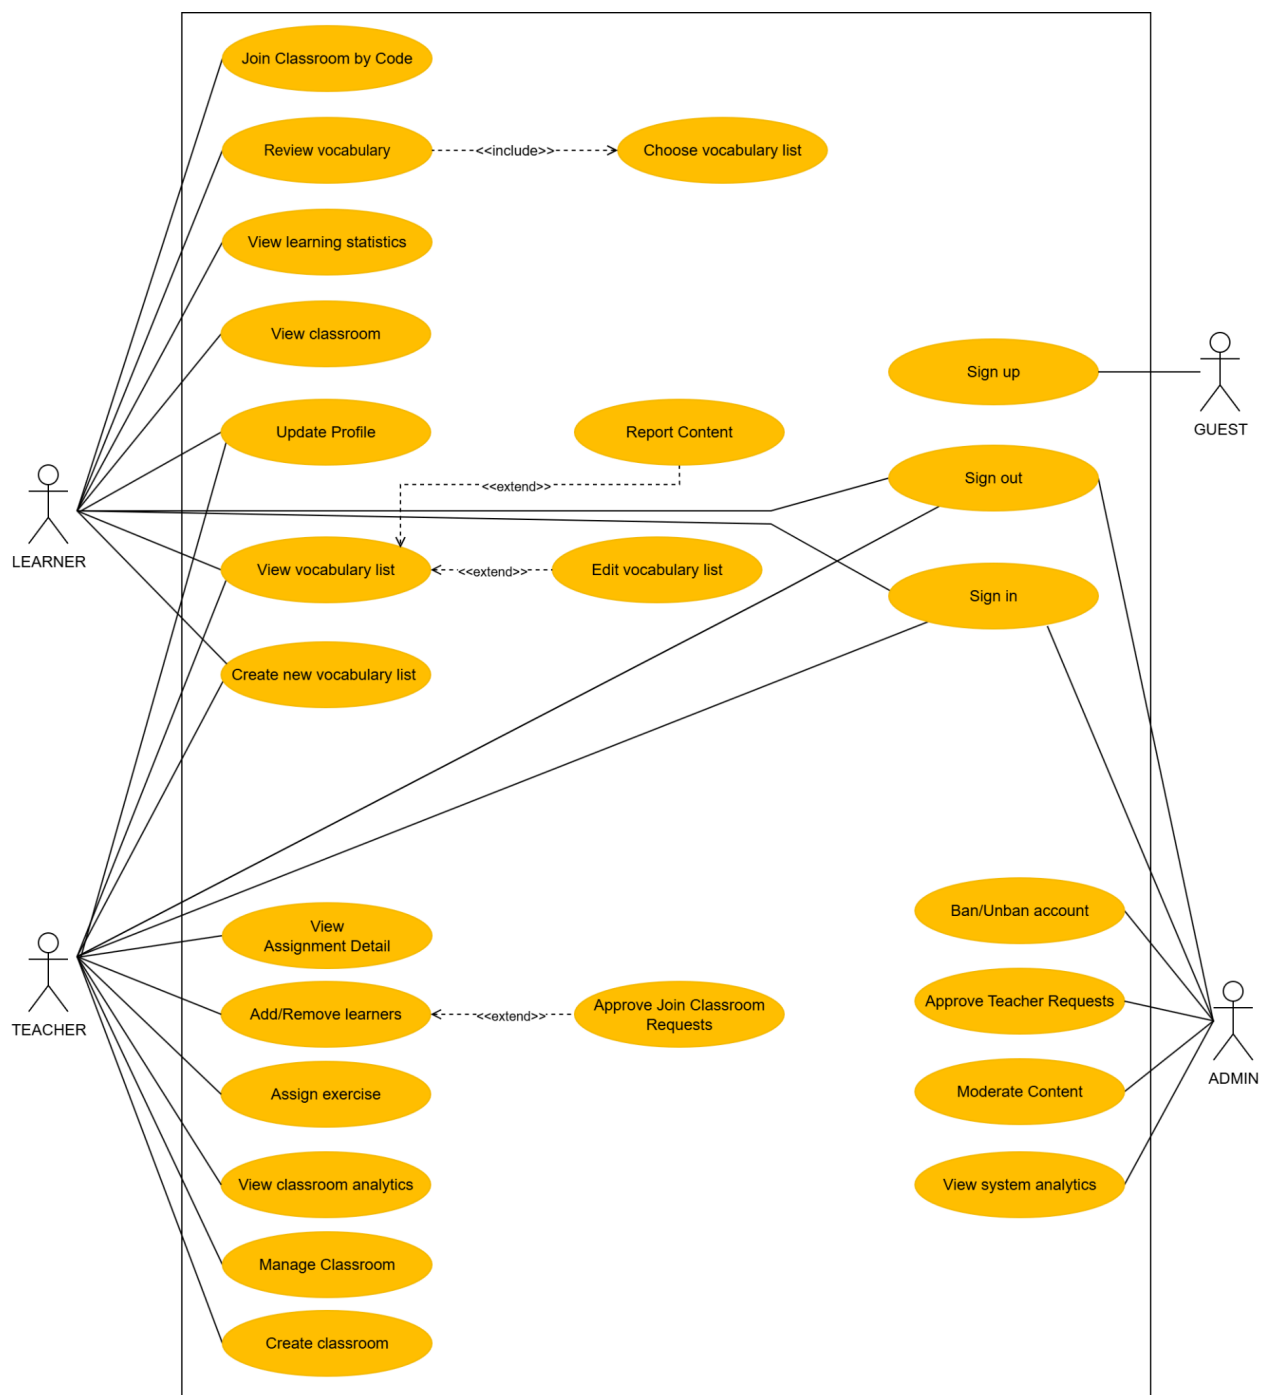 Join Classroom by Code
Review vocabulary
<<include>>
Choose vocabulary list
View learning statistics
View classroom
Sign up
GUEST
Update Profile
Report Content
Sign out
<<extend>>
LEARNER
View vocabulary list
<<extend>>
Edit vocabulary list
Sign in
Create new vocabulary list
View
Assignment Detail
Ban/Unban account
TEACHER
Add/Remove learners
<<extend>>
Approve Join Classroom
Requests
Approve Teacher Requests
ADMIN
Assign exercise
Moderate Content
View classroom analytics
View system analytics
Manage Classroom
Create classroom